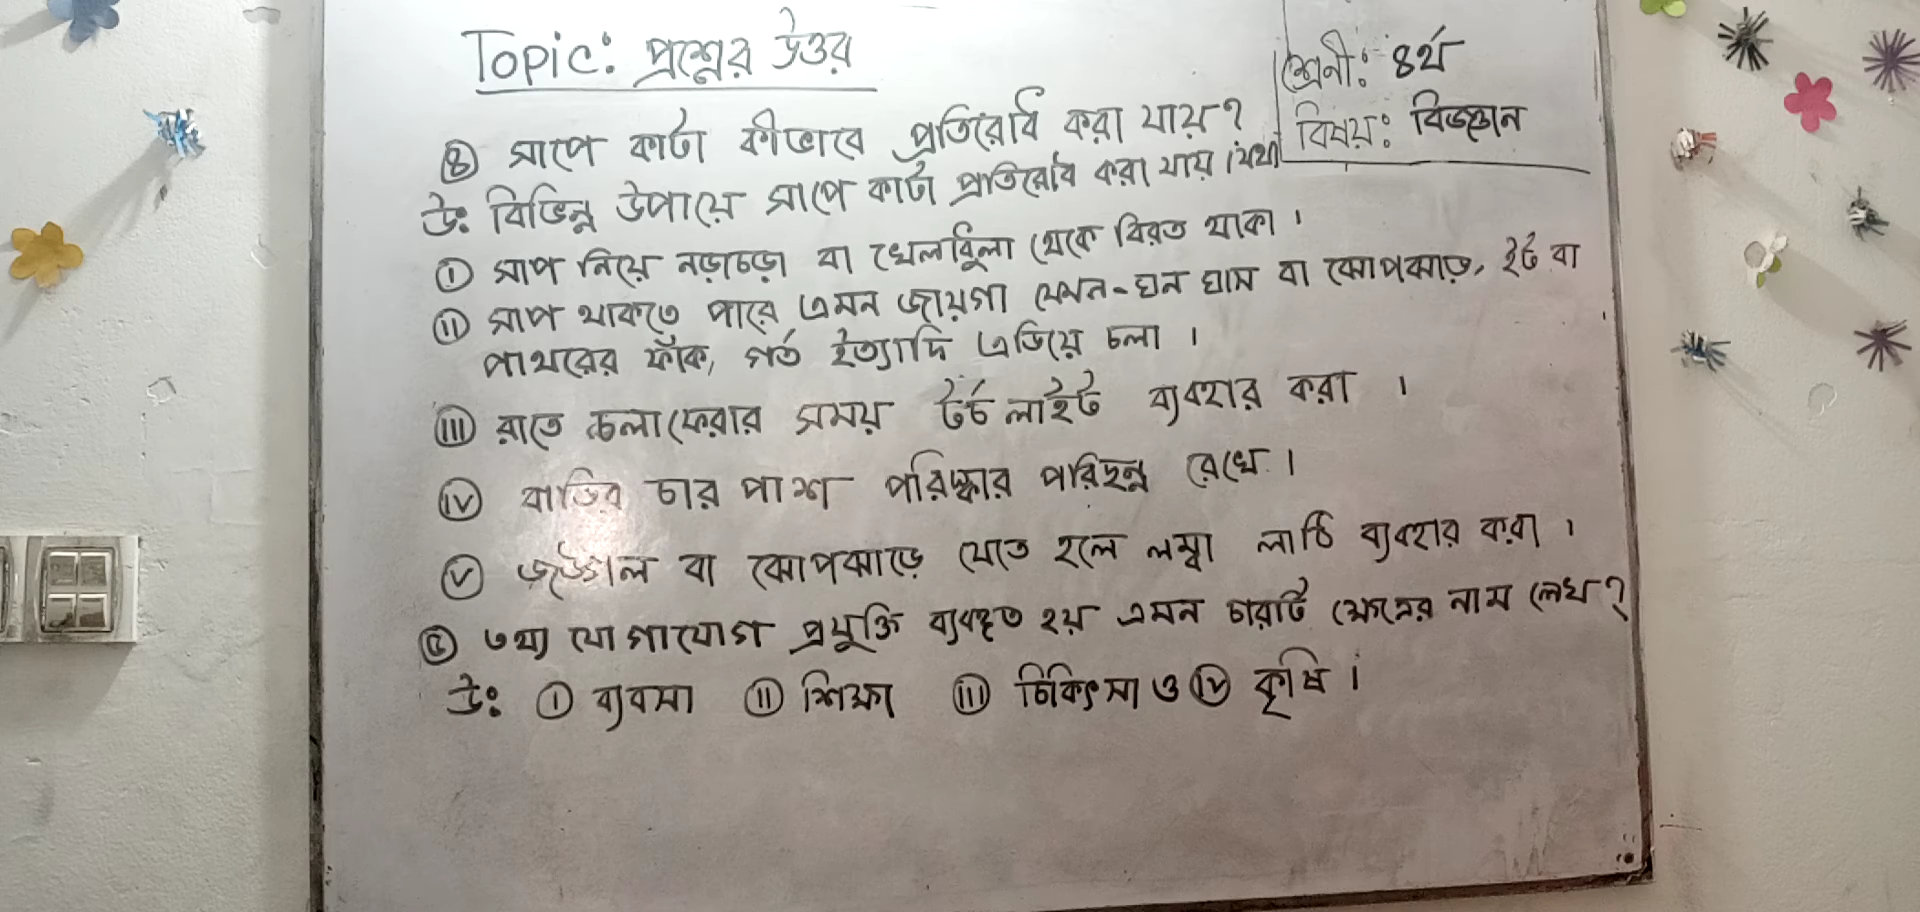 Topic: প্রশ্নের উত্তর
শ্রেনী: ৪র্থ
বিষয়: বিজ্ঞান
৪ সাপে কাটা কীভাবে প্রতিরোধ করা যায়?
উঃ বিভিন্ন উপায়ে সাপে কাটা প্রতিরোধ করা যায়। যথা
i সাপ নিয়ে নড়াচড়া বা খেলাধুলা থেকে বিরত থাকা।
ii সাপ থাকতে পারে এমন জায়গা যেমন-ঘন ঘাস বা ঝোপঝাড়, ইট বা
পাথরের ফাঁক, গর্ত ইত্যাদি এড়িয়ে চলা।
iii রাতে চলাফেরার সময় টর্চ লাইট ব্যবহার করা।
iv বাড়ির চার পাশ পরিষ্কার পরিছন্ন রেখে।
v জঙ্গল বা ঝোপঝাড়ে যেতে হলে লম্বা লাঠি ব্যবহার করা।
৫ তথ্য যোগাযোগ প্রযুক্তি ব্যবহৃত হয় এমন চারটি ক্ষেত্রের নাম লেখ?
উঃ i ব্যবসা ii শিক্ষা iii চিকিৎসা ও iv কৃষি।